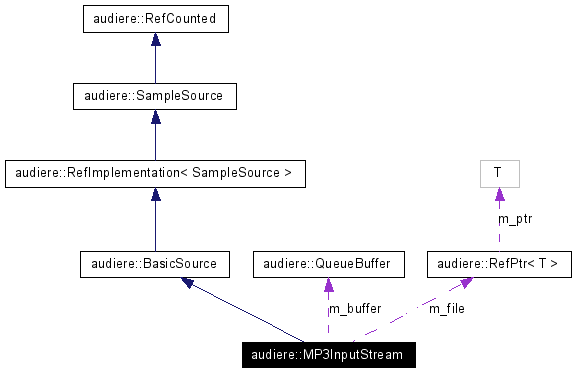 audiere::RefCounted
audiere::SampleSource
audiere::RefImplementation< SampleSource >
T
m_ptr
audiere::BasicSource
audiere::QueueBuffer
audiere::RefPtr< T >
m_buffer
m_file
audiere::MP3InputStream